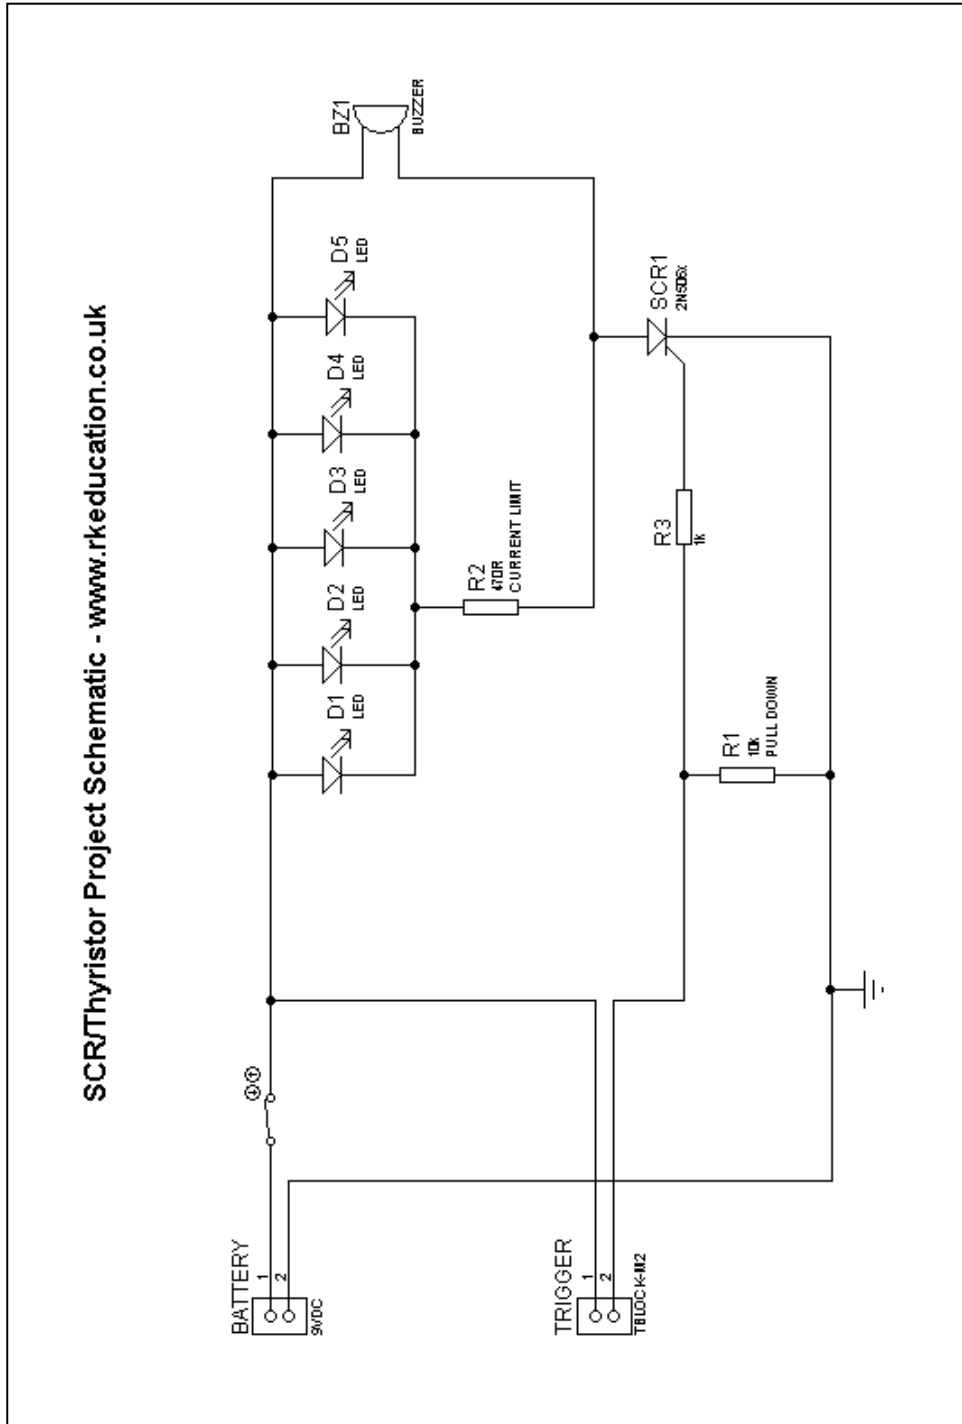 SCR/Thyristor Project Schematic - www.rkeducation.co.uk
BATTERY
1
2
9VDC
TRIGGER
1
2
TBLOCK-M2
D1
LED
D2
LED
D3
LED
D4
LED
D5
LED
BZ1
BUZZER
R2
470R
CURRENT LIMIT
R1
10k
PULL DOWN
R3
1k
SCR1
2N506X